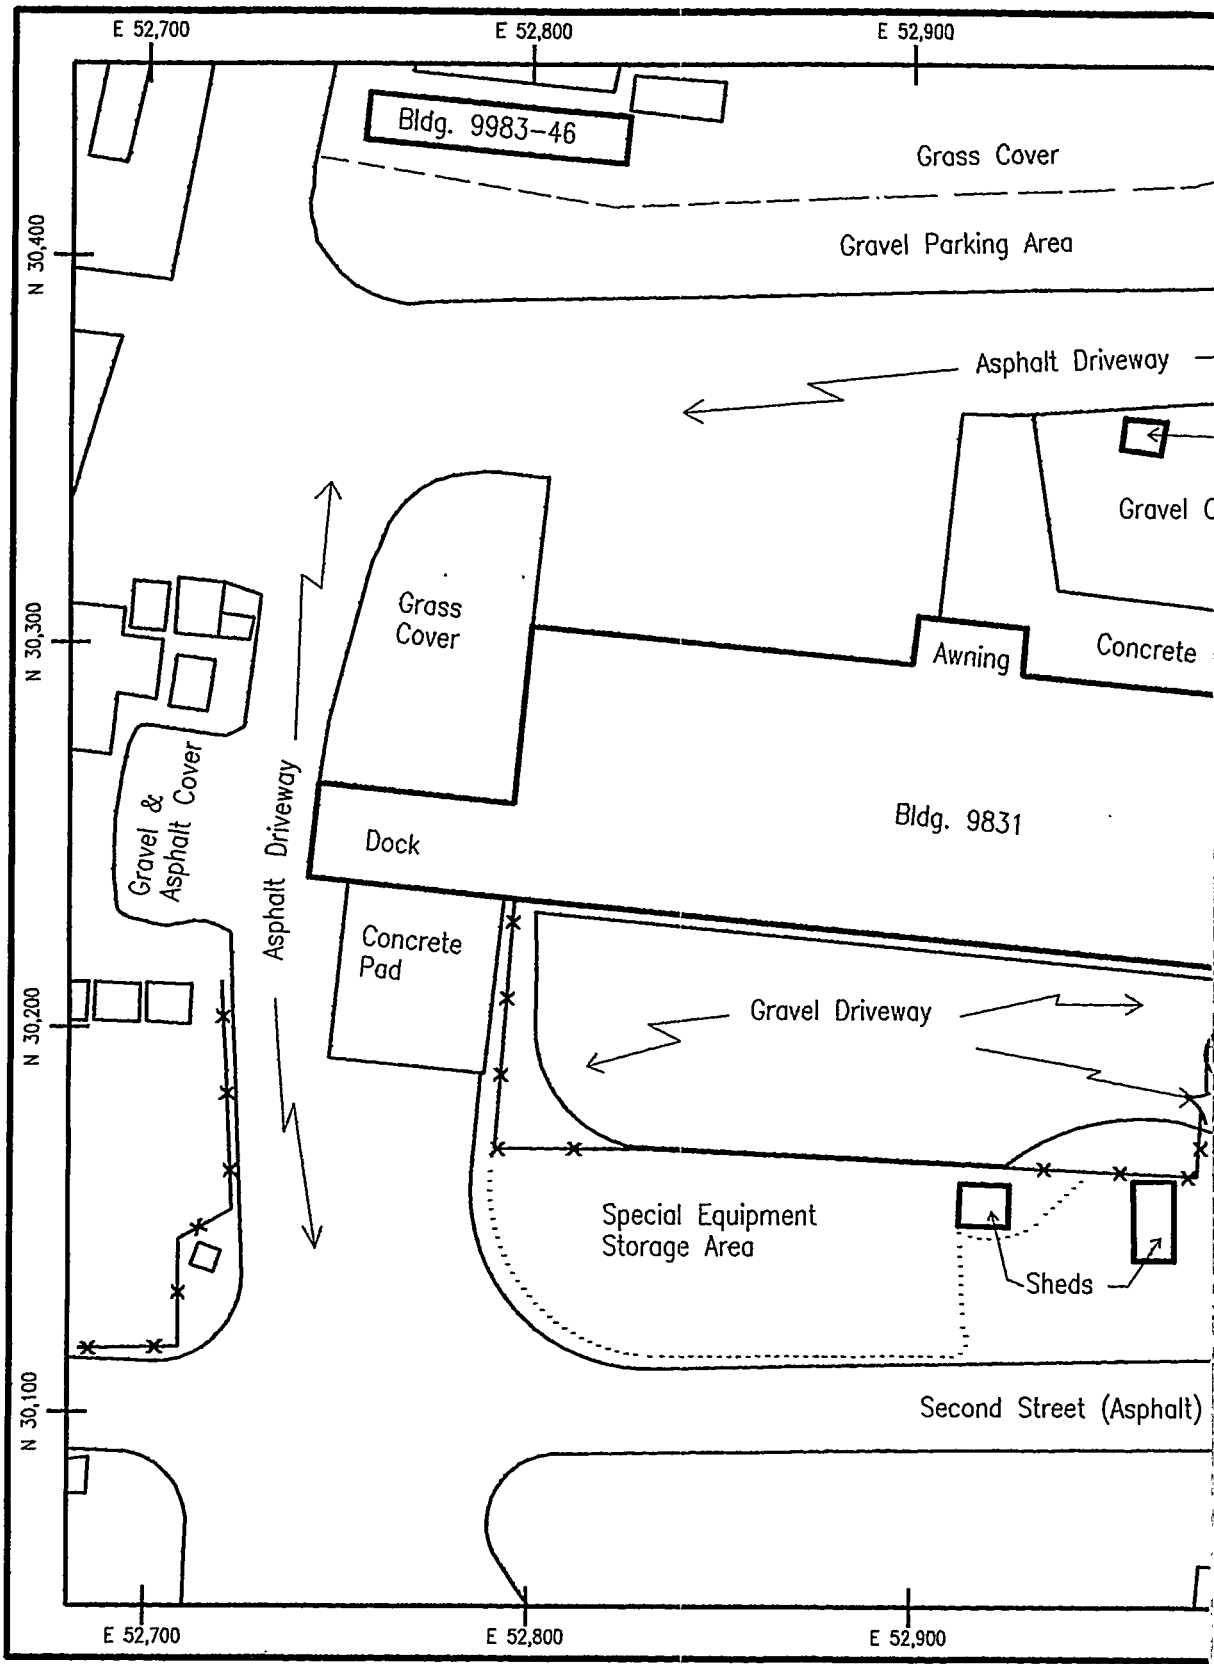 E 52,700
E 52,800
E 52,900
Bldg. 9983-46
Grass Cover
N 30,400
Gravel Parking Area
Asphalt Driveway
Gravel
Grass
Cover
N 30,300
Awning
Concrete
Gravel &
Asphalt Cover
Asphalt Driveway
Dock
Bldg. 9831
Concrete
Pad
N 30,200
Gravel Driveway
Special Equipment
Storage Area
Sheds
N 30,100
Second Street (Asphalt)
E 52,700
E 52,800
E 52,900